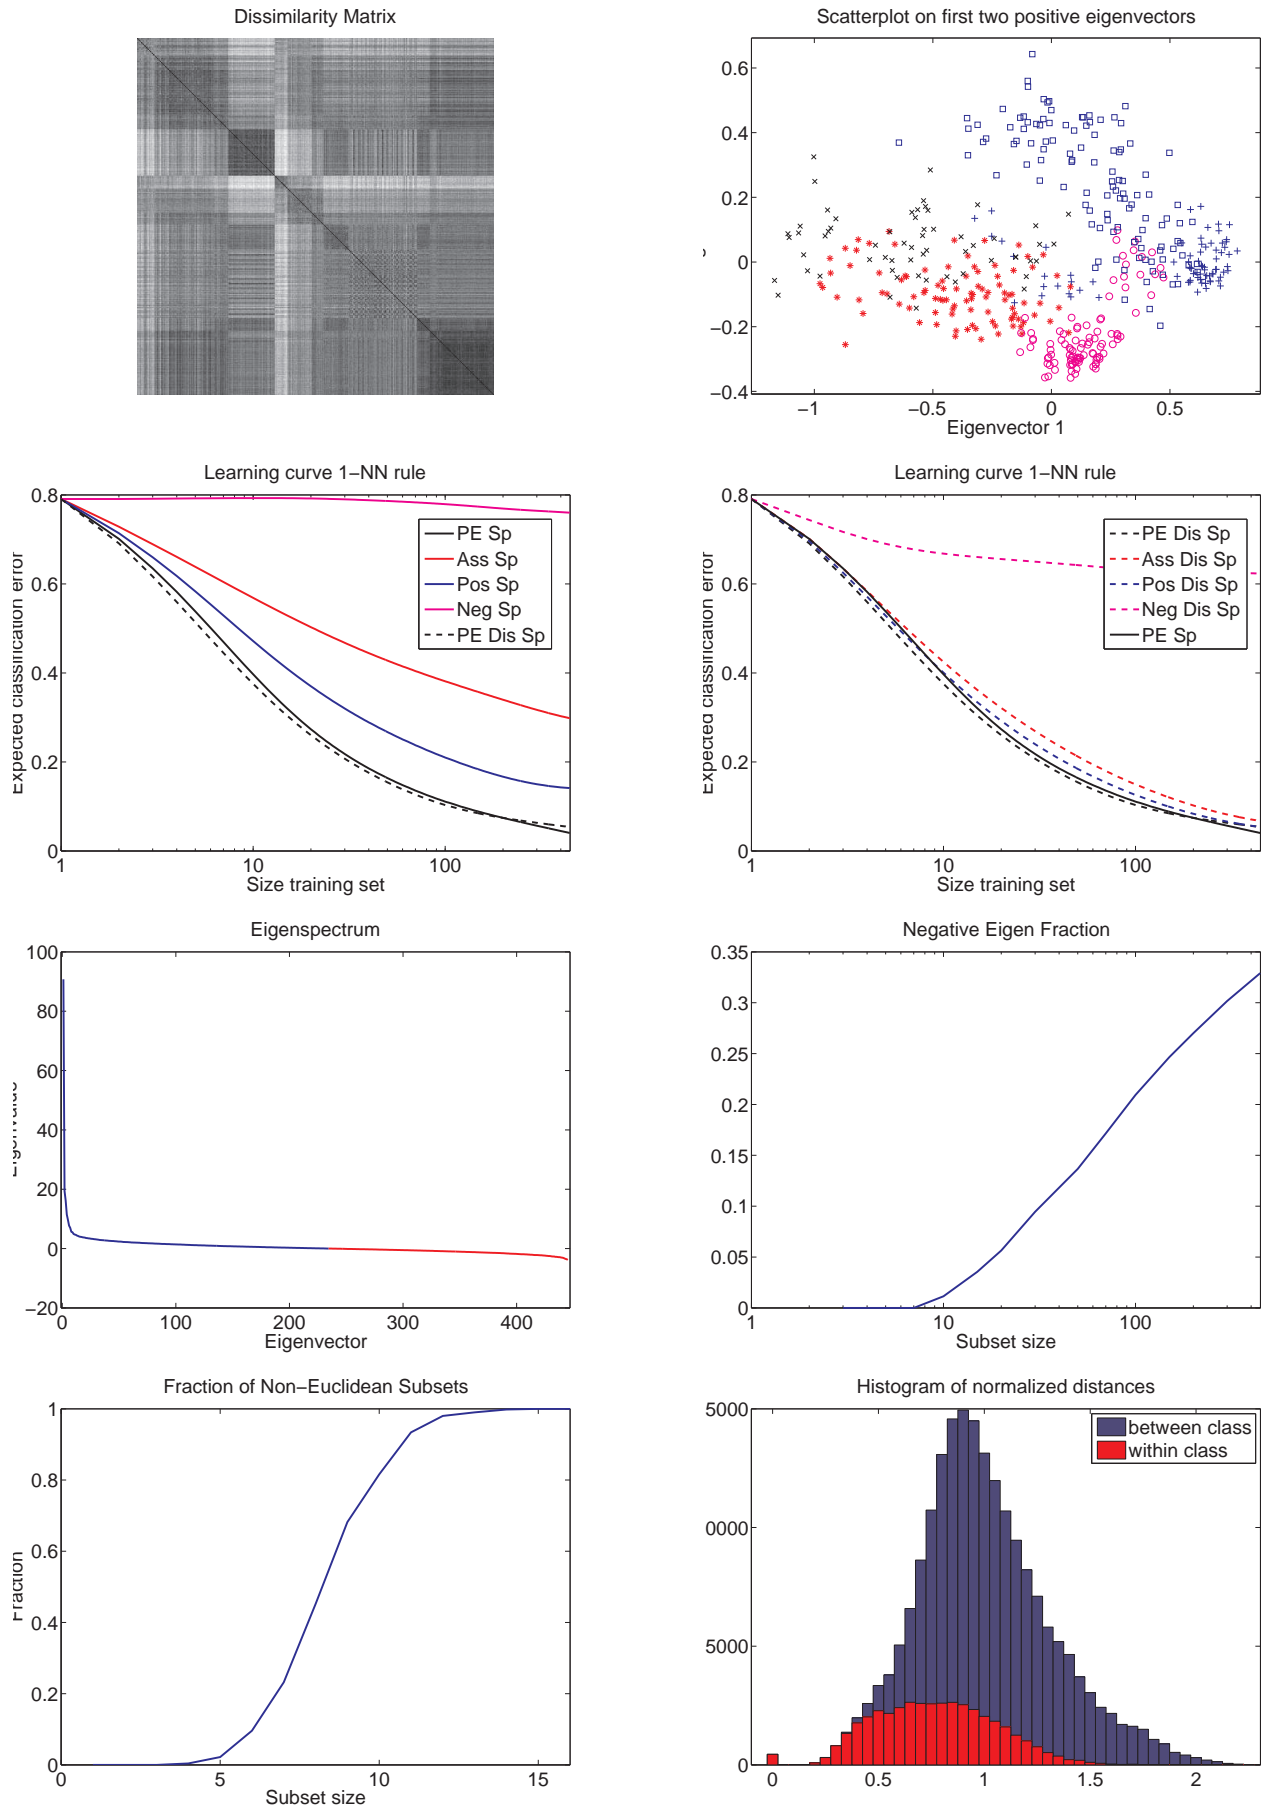 Dissimilarity Matrix
Scatterplot on first two positive eigenvectors
0.6
0.4
0.2
0
−0.2
−0.4
−1
−0.5
0
0.5
Eigenvector 1
Learning curve 1−NN rule
0.8
0.6
0.4
0.2
0
1
10
100
Expected classification error
Size training set
PE Sp
Ass Sp
Pos Sp
Neg Sp
PE Dis Sp
Learning curve 1−NN rule
0.8
0.6
0.4
0.2
0
1
10
100
Expected classification error
Size training set
PE Dis Sp
Ass Dis Sp
Pos Dis Sp
Neg Dis Sp
PE Sp
Eigenspectrum
100
80
60
40
20
0
−20
0
100
200
300
400
Eigenvalue
Eigenvector
Negative Eigen Fraction
0.35
0.3
0.25
0.2
0.15
0.1
0.05
0
1
10
100
Subset size
Fraction of Non−Euclidean Subsets
1
0.8
0.6
0.4
0.2
0
0
5
10
15
Fraction
Subset size
Histogram of normalized distances
5000
0000
5000
0
0
0.5
1
1.5
2
between class
within class